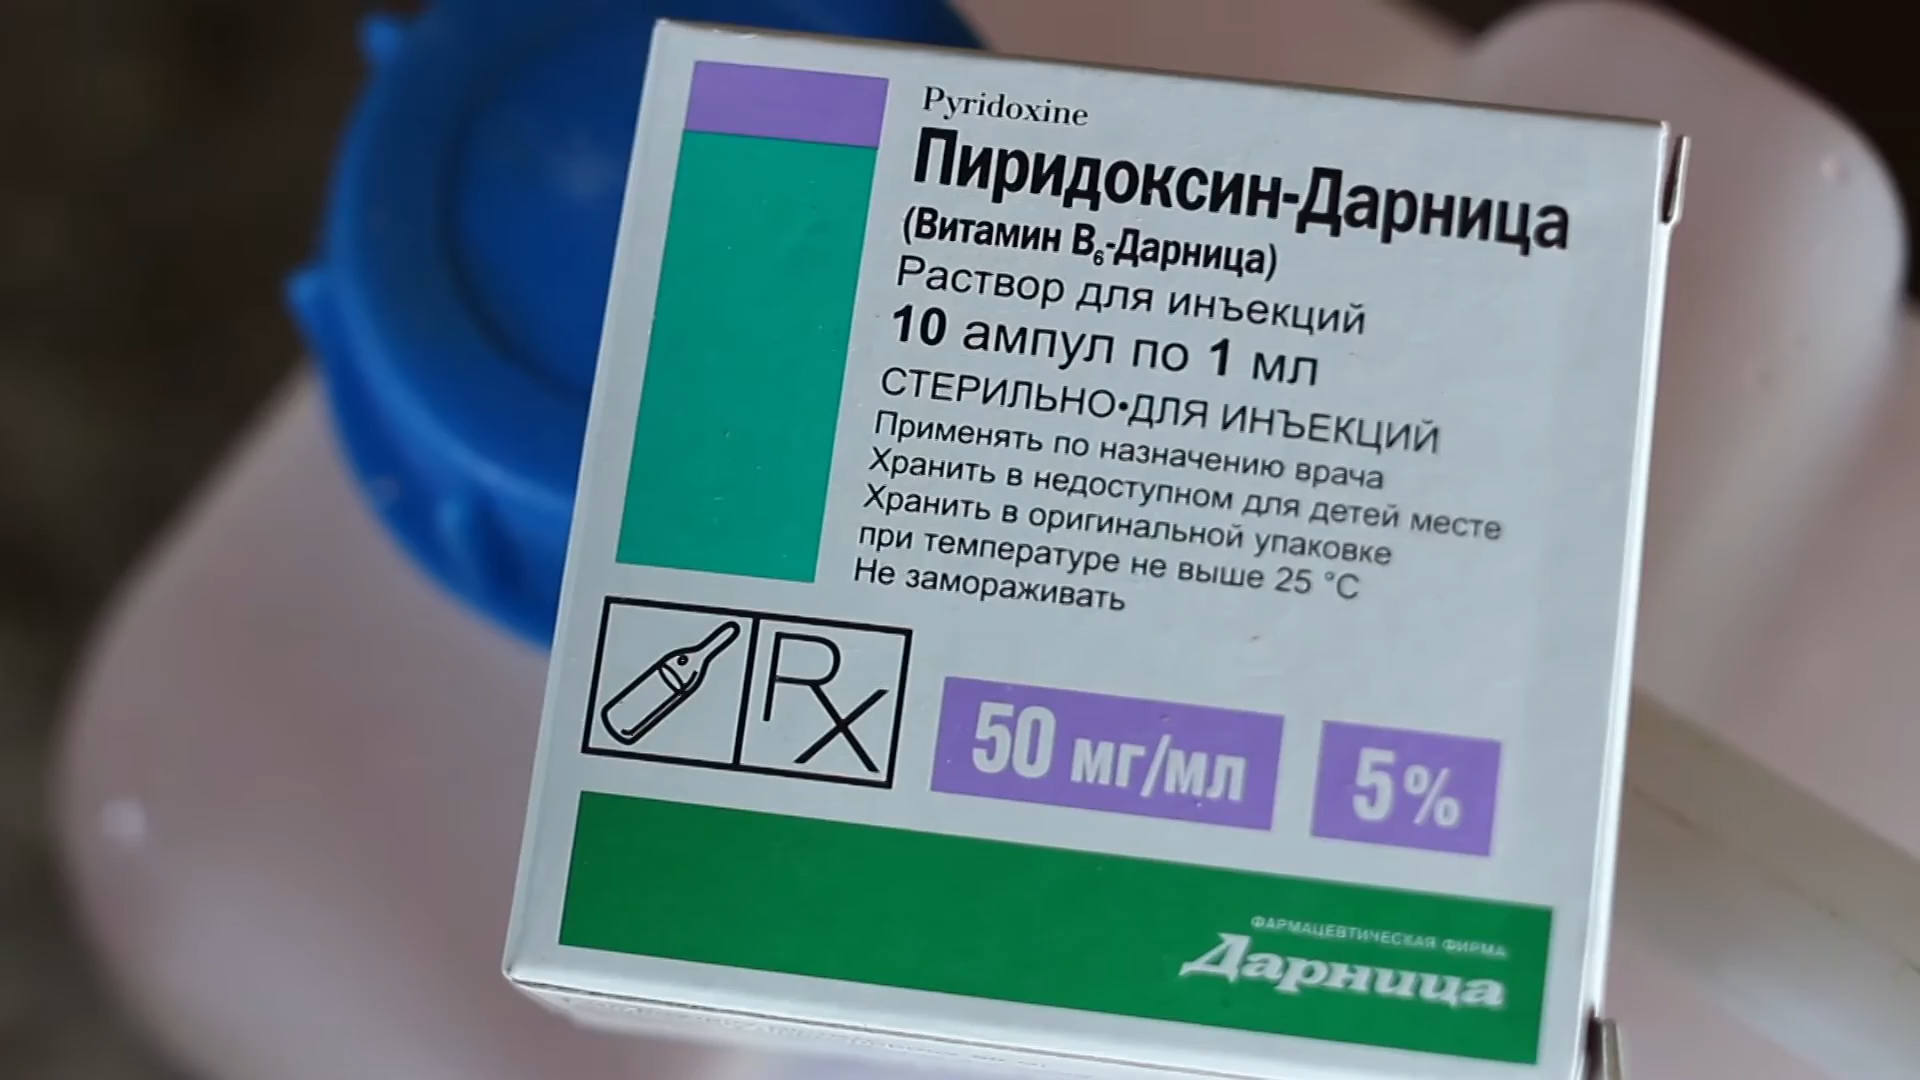 Pyridoxine
Пиридоксин-Дарница
(Витамин В₆-Дарница)
Раствор для инъекций
10 ампул по 1 мл
СТЕРИЛЬНО•ДЛЯ ИНЪЕКЦИЙ
Применять по назначению врача
Хранить в недоступном для детей месте
Хранить в оригинальной упаковке
при температуре не выше 25 °C
Не замораживать
Rx
50 мг/мл 5%
ФАРМАЦЕВТИЧЕСКАЯ ФИРМА
Дарница